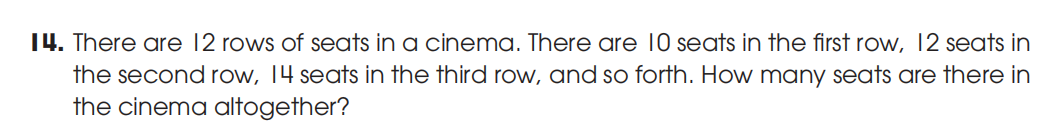 14. There are 12 rows of seats in a cinema. There are 10 seats in the first row, 12 seats in
the second row, 14 seats in the third row, and so forth. How many seats are there in
the cinema altogether?